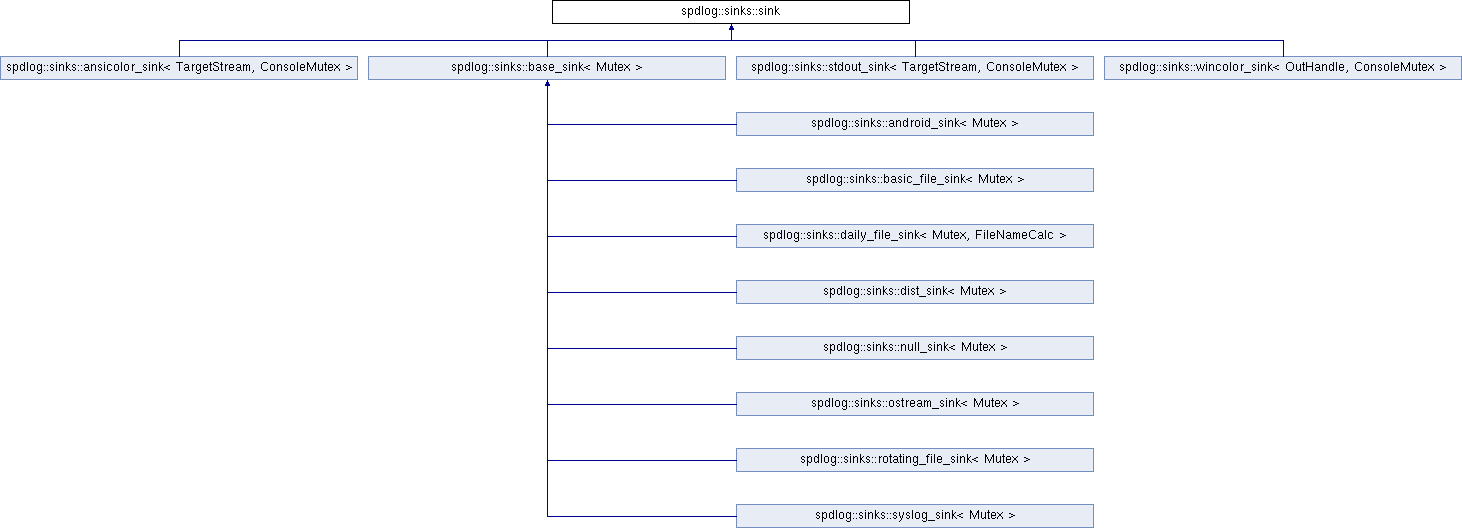 spdlog::sinks::sink
spdlog::sinks::ansicolor_sink< TargetStream, ConsoleMutex >
spdlog::sinks::base_sink< Mutex >
spdlog::sinks::stdout_sink< TargetStream, ConsoleMutex >
spdlog::sinks::wincolor_sink< OutHandle, ConsoleMutex >
spdlog::sinks::android_sink< Mutex >
spdlog::sinks::basic_file_sink< Mutex >
spdlog::sinks::daily_file_sink< Mutex, FileNameCalc >
spdlog::sinks::dist_sink< Mutex >
spdlog::sinks::null_sink< Mutex >
spdlog::sinks::ostream_sink< Mutex >
spdlog::sinks::rotating_file_sink< Mutex >
spdlog::sinks::syslog_sink< Mutex >